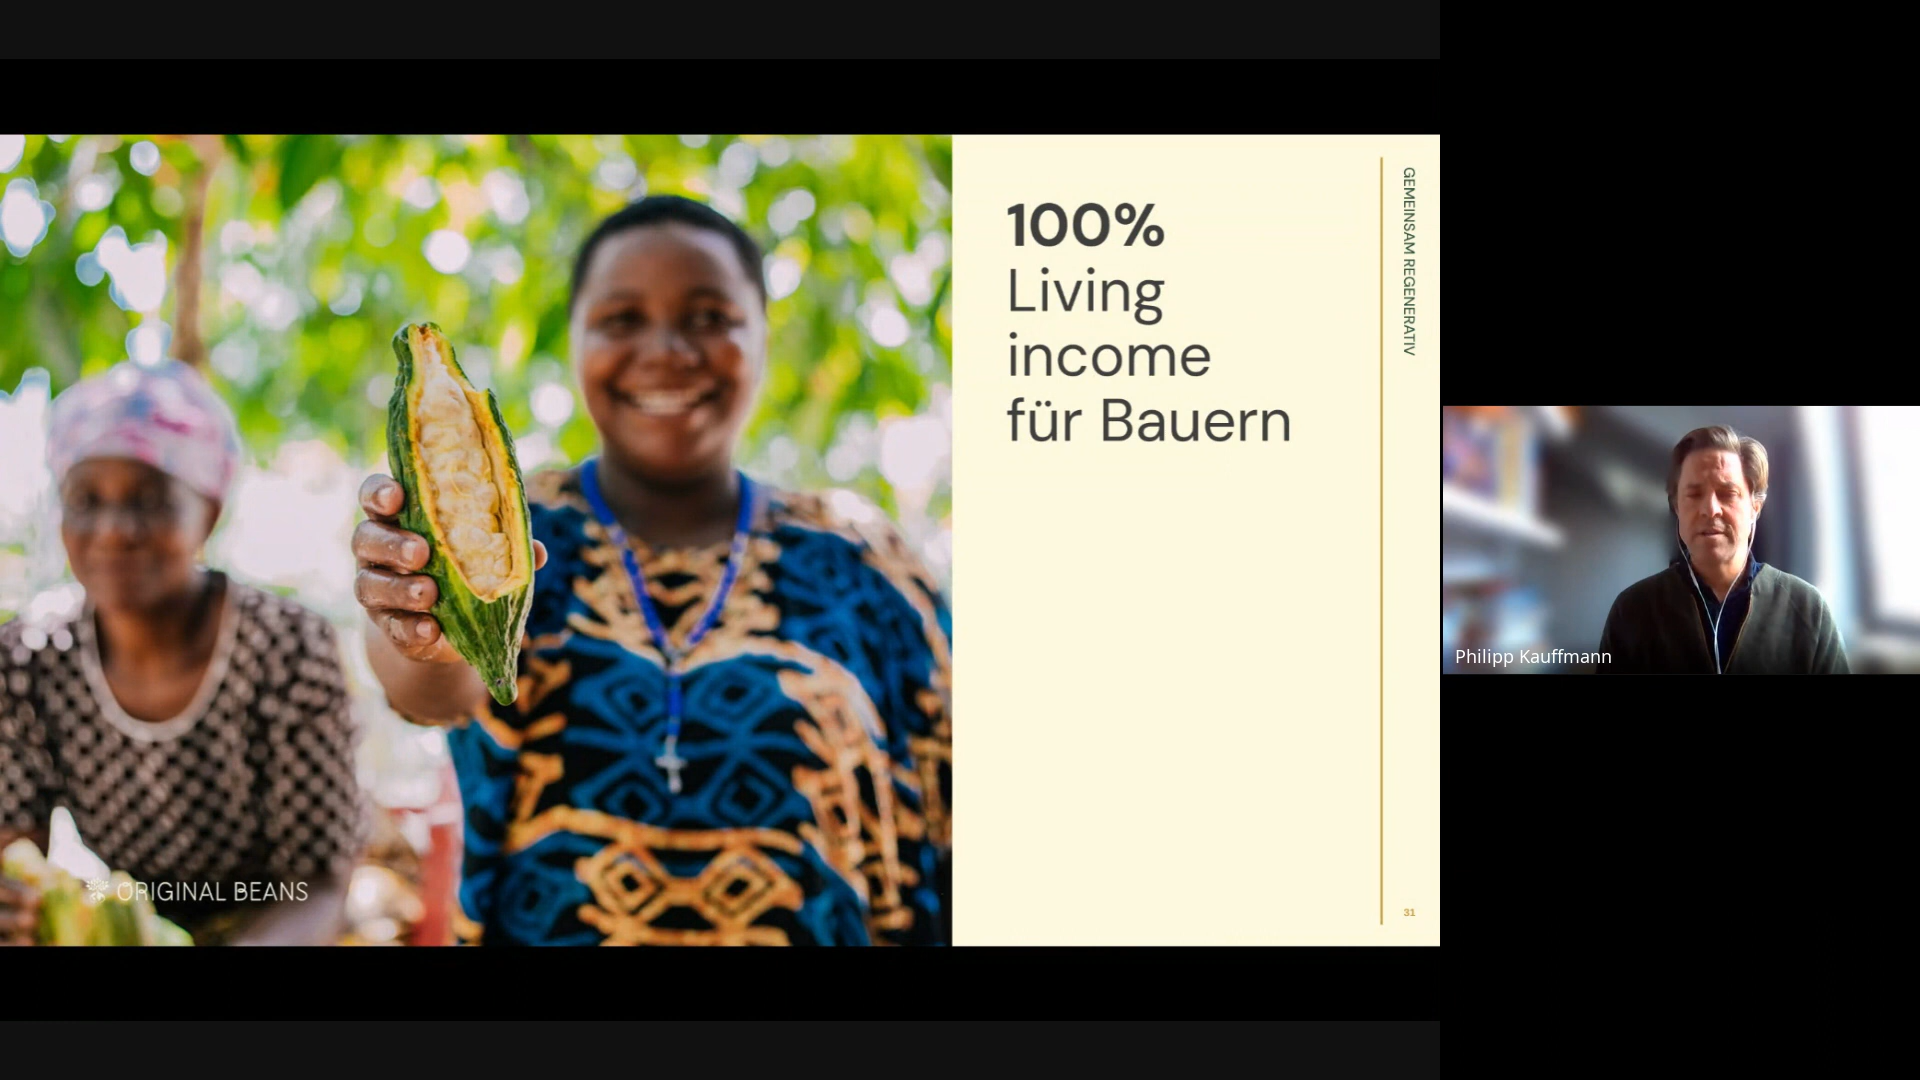 100%
Living
income
für Bauern
GEMEINSAM REGENERATIV
31
ORIGINAL BEANS
Philipp Kauffmann